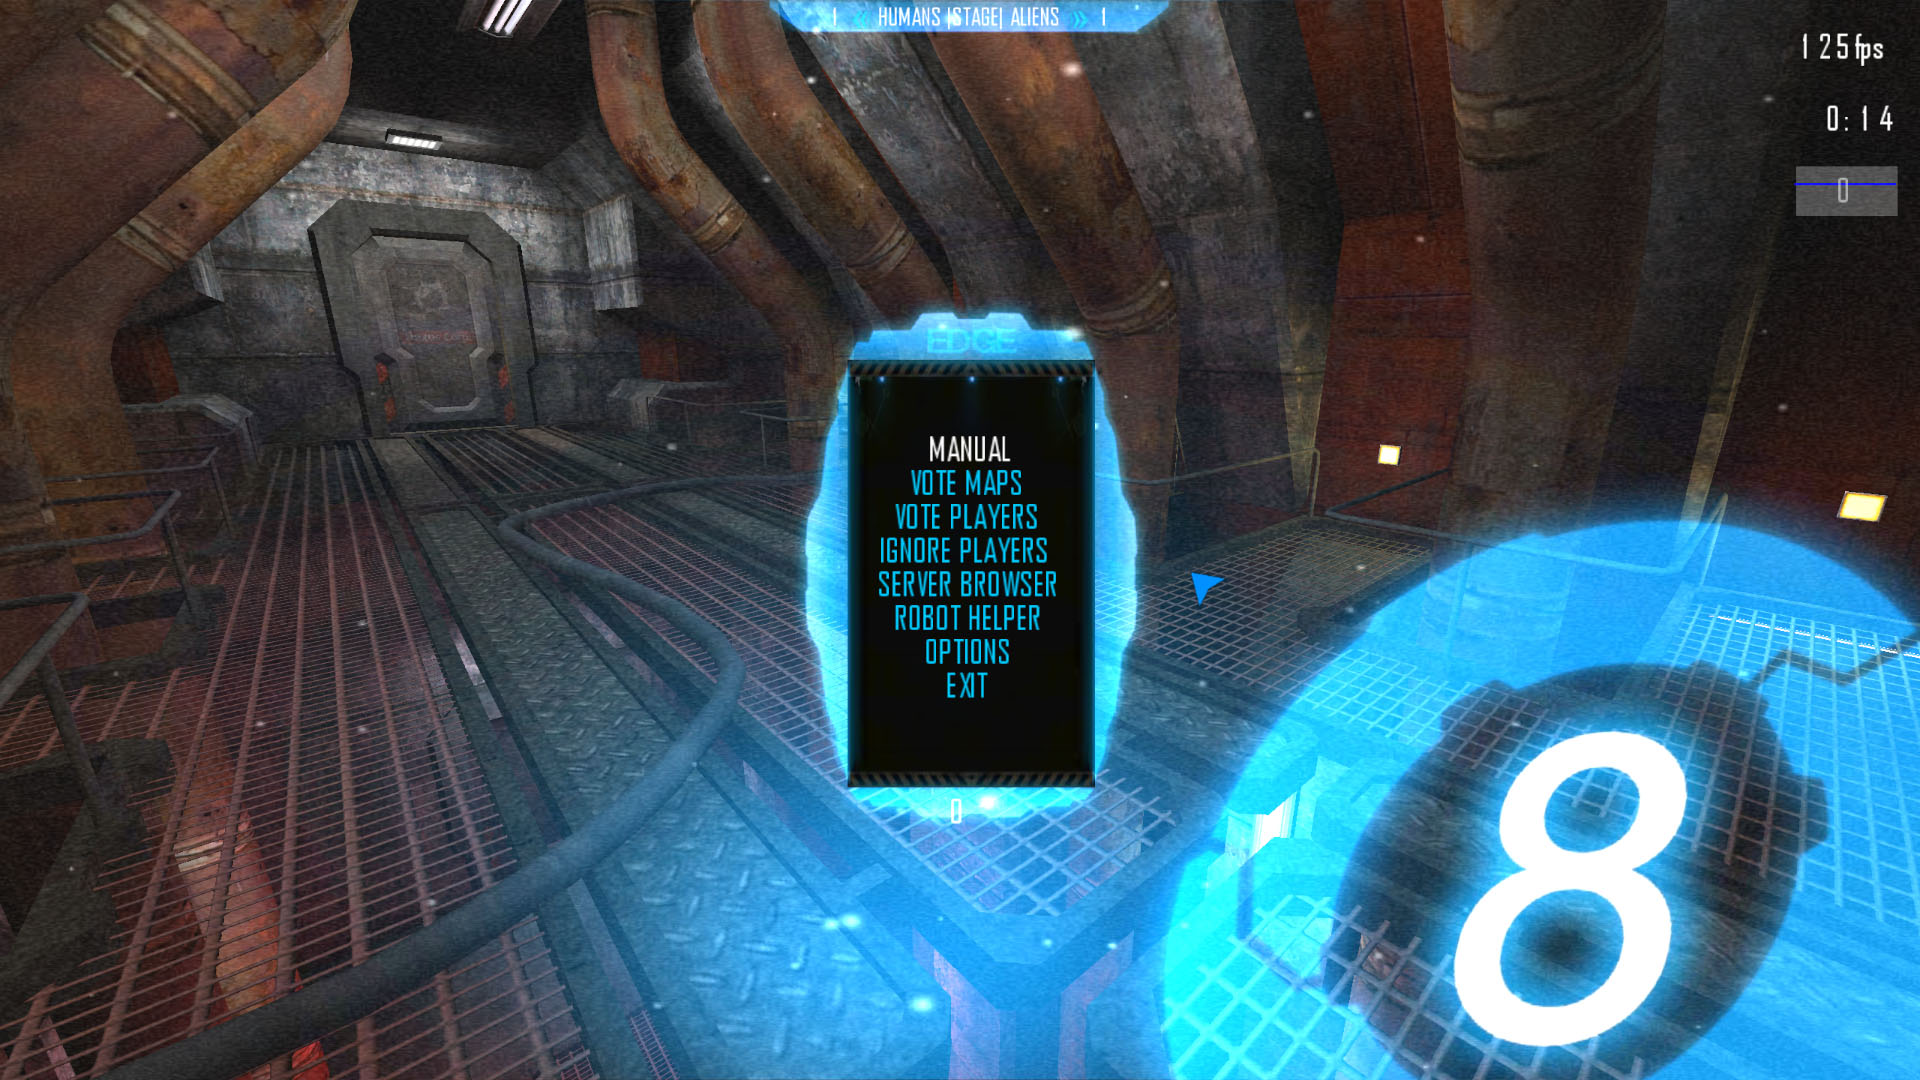 1 « HUMANS |STAGE| ALIENS » 1
125fps
0:14
0
EDGE
MANUAL
VOTE MAPS
VOTE PLAYERS
IGNORE PLAYERS
SERVER BROWSER
ROBOT HELPER
OPTIONS
EXIT
0
8